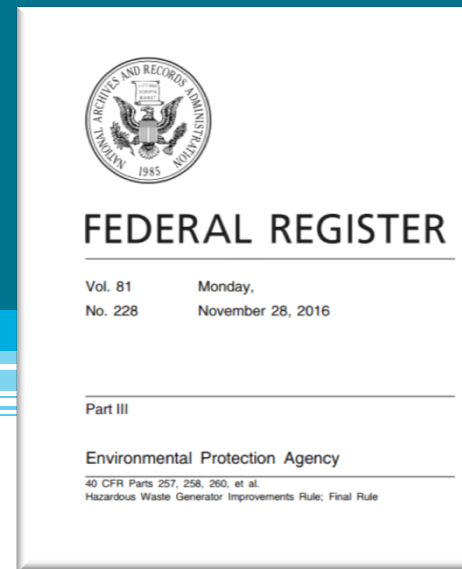 NATIONAL ARCHIVES AND RECORDS ADMINISTRATION
1985
FEDERAL REGISTER
Vol. 81 Monday,
No. 228 November 28, 2016
Part III
Environmental Protection Agency
40 CFR Parts 257, 258, 260, et al.
Hazardous Waste Generator Improvements Rule; Final Rule